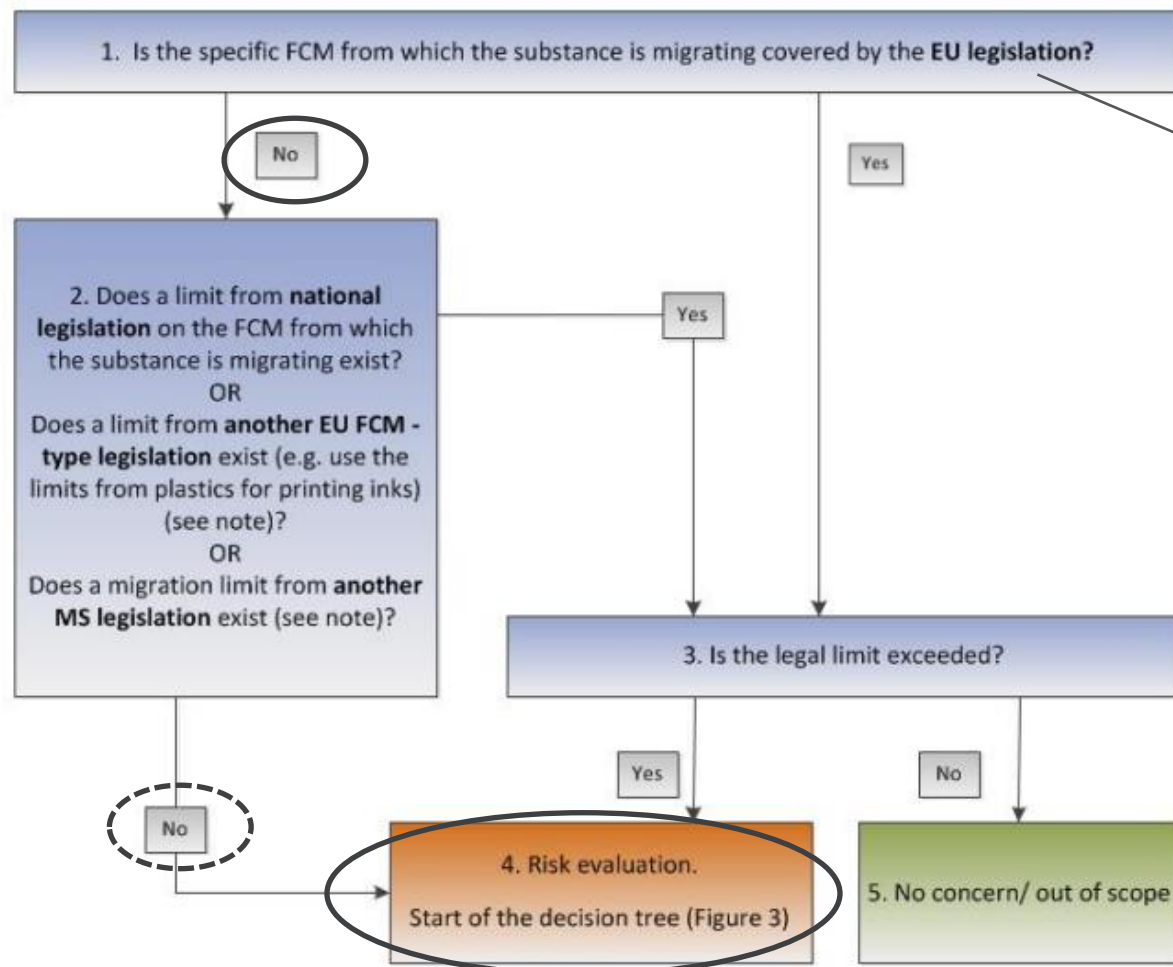 1. Is the specific FCM from which the substance is migrating covered by the EU legislation?
No
Yes
2. Does a limit from national
legislation on the FCM from which
the substance is migrating exist?
OR
Does a limit from another EU FCM -
type legislation exist (e.g. use the
limits from plastics for printing inks)
(see note)?
OR
Does a migration limit from another
MS legislation exist (see note)?
Yes
3. Is the legal limit exceeded?
Yes
No
No
4. Risk evaluation.
Start of the decision tree (Figure 3)
5. No concern/ out of scope